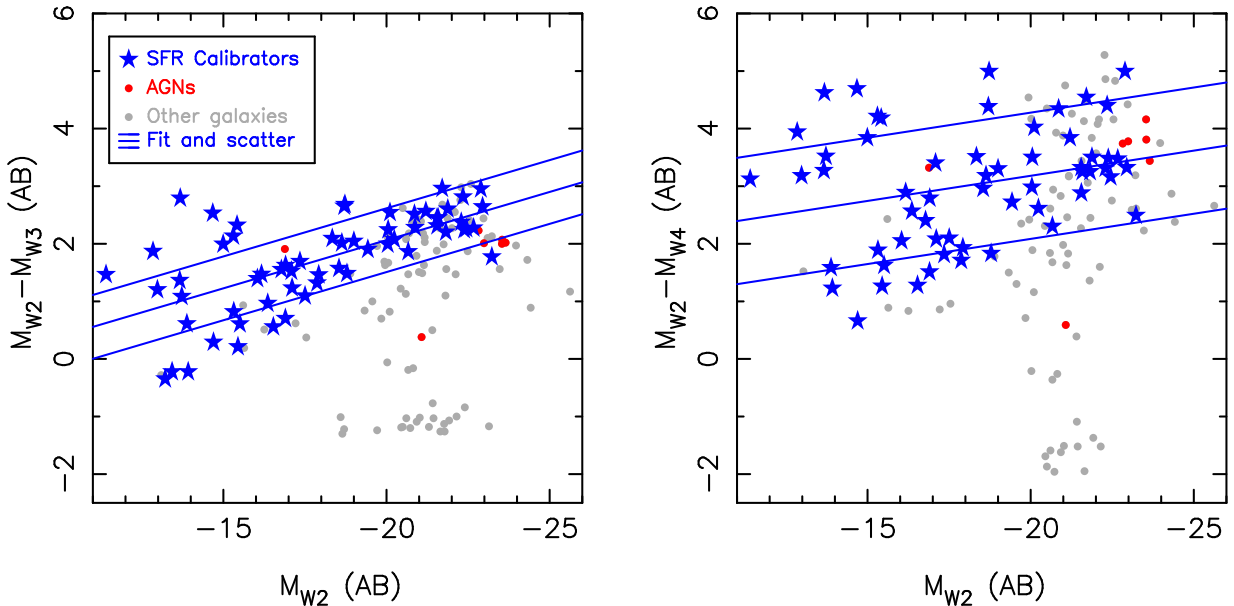 6
4
2
0
−2
M_W2−M_W3 (AB)
★ SFR Calibrators
● AGNs
● Other galaxies
Fit and scatter
−15
−20
−25
M_W2 (AB)
6
4
2
0
−2
M_W2−M_W4 (AB)
−15
−20
−25
M_W2 (AB)